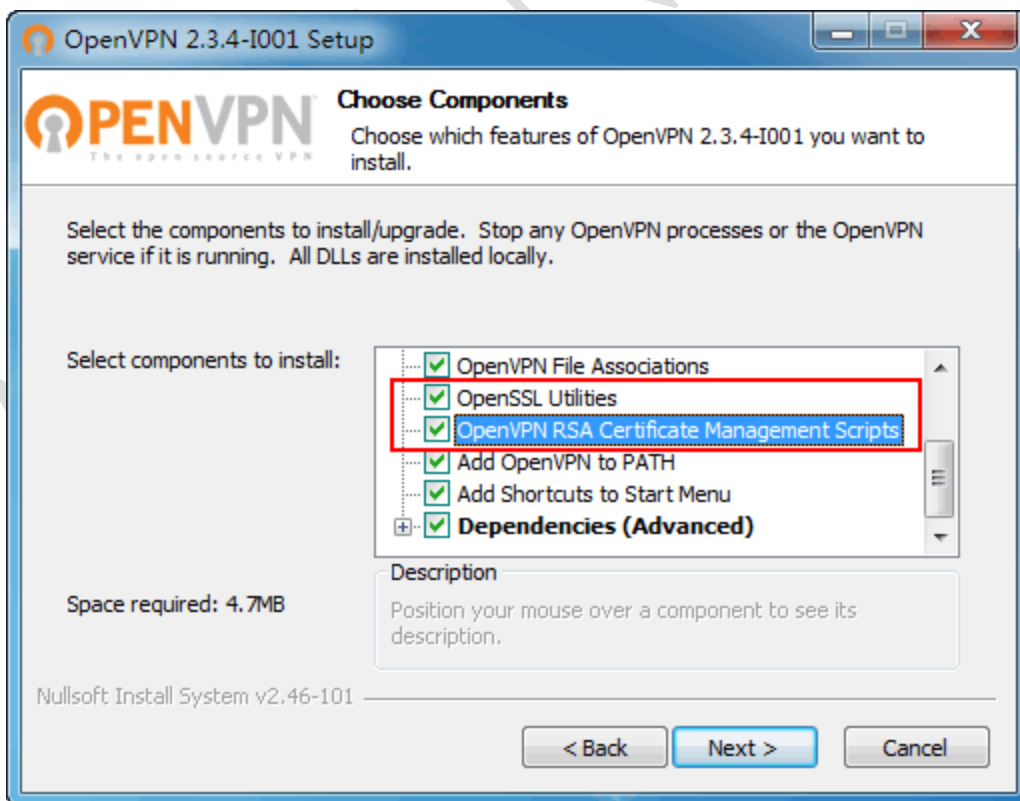 OpenVPN 2.3.4-I001 Setup
OPENVPN
The open source VPN
Choose Components
Choose which features of OpenVPN 2.3.4-I001 you want to
install.
Select the components to install/upgrade. Stop any OpenVPN processes or the OpenVPN
service if it is running. All DLLs are installed locally.
Select components to install:
OpenVPN File Associations
OpenSSL Utilities
OpenVPN RSA Certificate Management Scripts
Add OpenVPN to PATH
Add Shortcuts to Start Menu
Dependencies (Advanced)
Space required: 4.7MB
Description
Position your mouse over a component to see its
description.
Nullsoft Install System v2.46-101
< Back
Next >
Cancel